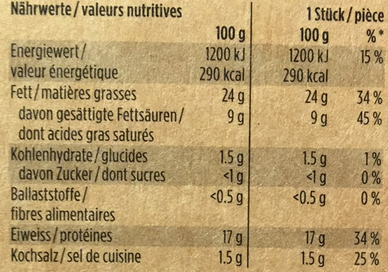 Nährwerte/valeurs nutritives 1 Stück/pièce
100 g 100 g %*
Energiewert/ 1200 kJ 1200 kJ 15 %
valeur énergétique 290 kcal 290 kcal
Fett/matières grasses 24 g 24 g 34 %
davon gesättigte Fettsäuren/ 9 g 9 g 45 %
dont acides gras saturés
Kohlenhydrate/glucides 1.5 g 1.5 g 1 %
davon Zucker/dont sucres <1 g <1 g 0 %
Ballaststoffe/ <0.5 g <0.5 g 0 %
fibres alimentaires
Eiweiss/protéines 17 g 17 g 34 %
Kochsalz/sel de cuisine 1.5 g 1.5 g 25 %